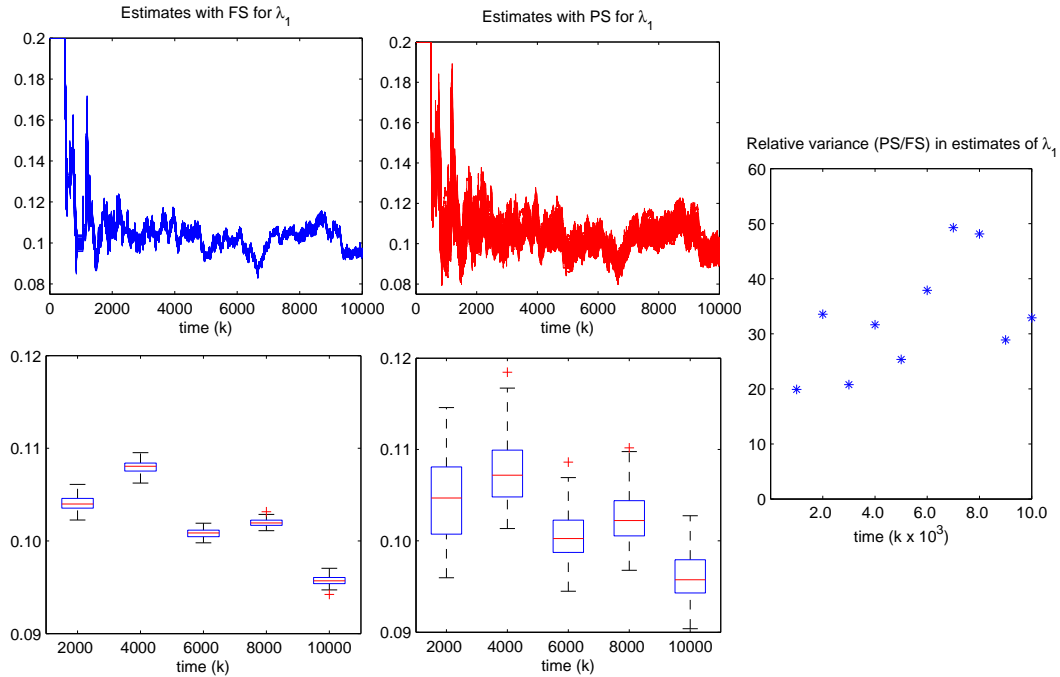 Estimates with FS for λ1
0.2
0.18
0.16
0.14
0.12
0.1
0.08
0 2000 4000 6000 8000 10000
time (k)
Estimates with PS for λ1
0.2
0.18
0.16
0.14
0.12
0.1
0.08
0 2000 4000 6000 8000 10000
time (k)
0.12
0.11
0.10
0.09
2000 4000 6000 8000 10000
time (k)
0.12
0.11
0.10
0.09
2000 4000 6000 8000 10000
time (k)
Relative variance (PS/FS) in estimates of λ1
60
50
40
30
20
10
0
2.0 4.0 6.0 8.0 10.0
time (k x 10^3)